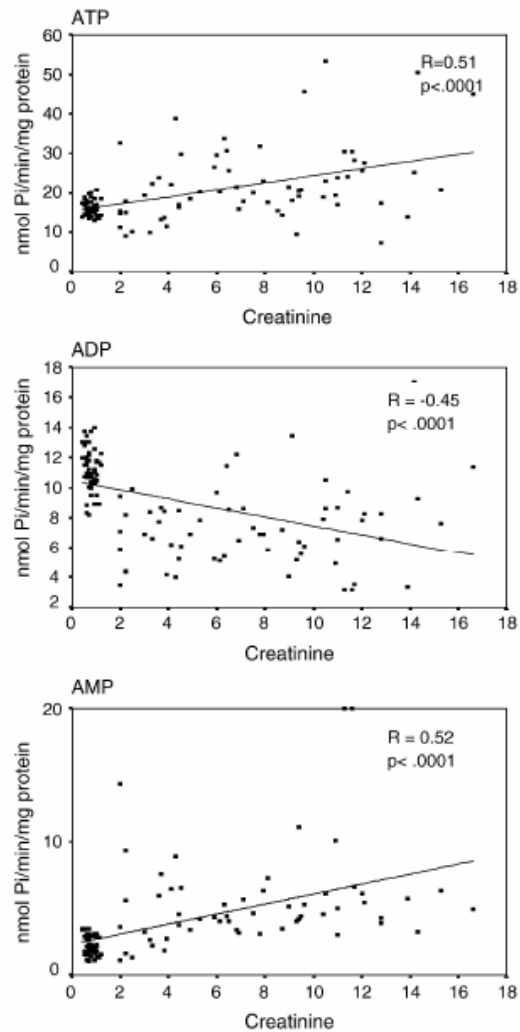 ATP
nmol Pi/min/mg protein
60
50
40
30
20
10
0
R=0.51
p<.0001
0 2 4 6 8 10 12 14 16 18
Creatinine
ADP
nmol Pi/min/mg protein
18
16
14
12
10
8
6
4
2
R = -0.45
p< .0001
0 2 4 6 8 10 12 14 16 18
Creatinine
AMP
nmol Pi/min/mg protein
20
10
0
R = 0.52
p< .0001
0 2 4 6 8 10 12 14 16 18
Creatinine